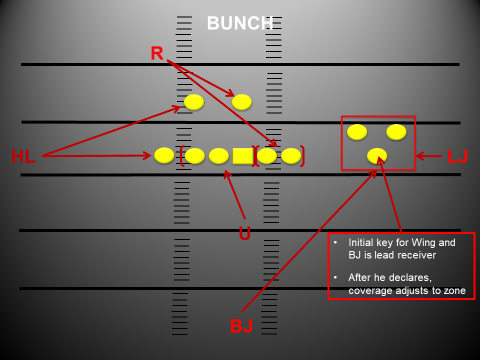 BUNCH
R
HL
LJ
U
• Initial key for Wing and
BJ is lead receiver
• After he declares,
coverage adjusts to zone
BJ